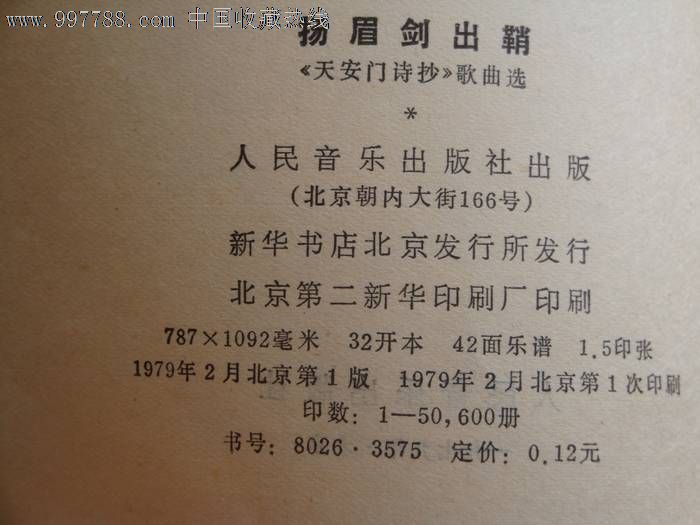 www.997788.com 中国收藏热线
扬眉剑出鞘
《天安门诗抄》歌曲选
*
人民音乐出版社出版
(北京朝内大街166号)
新华书店北京发行所发行
北京第二新华印刷厂印刷
787×1092毫米 32开本 42面乐谱 1.5印张
1979年2月北京第1版 1979年2月北京第1次印刷
印数：1—50,600册
书号：8026·3575 定价：0.12元